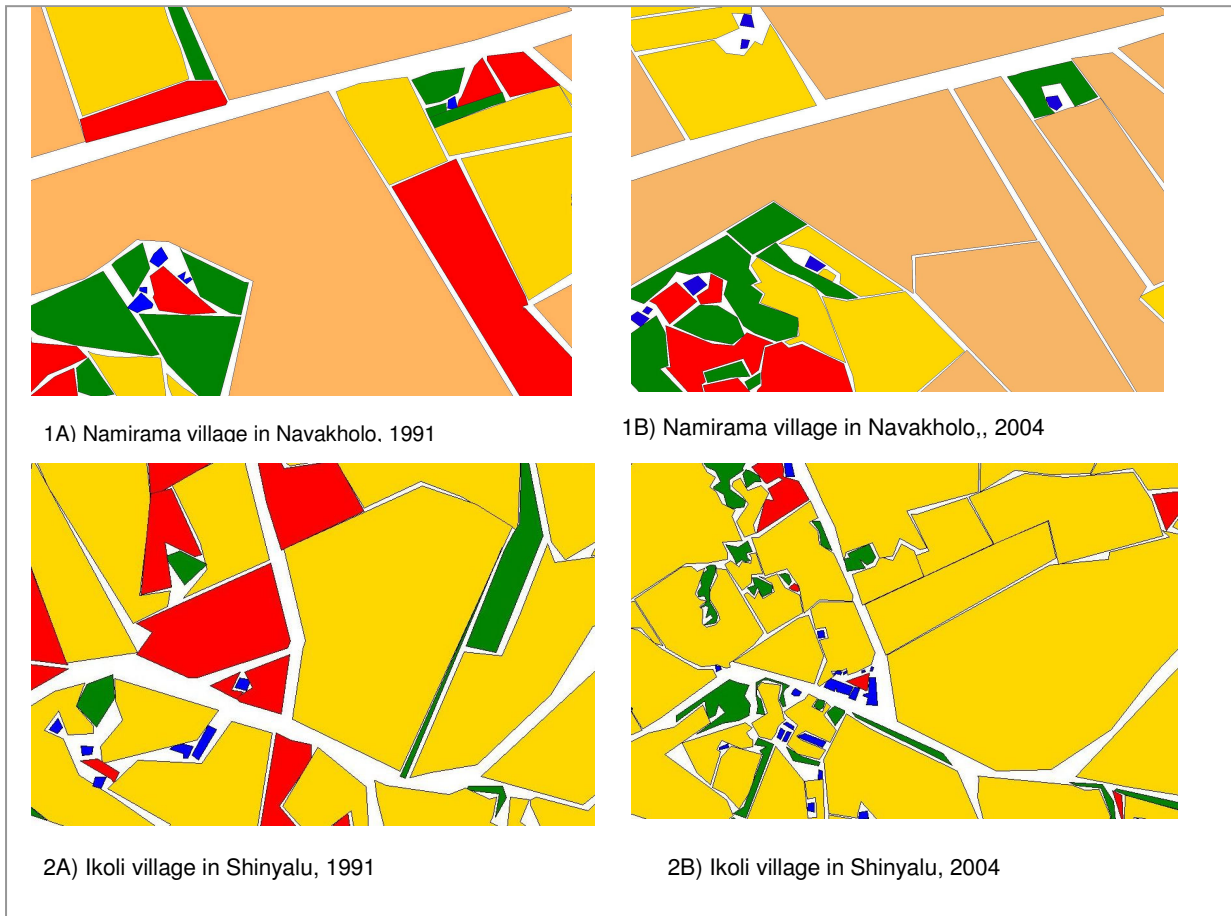 1A) Namirama village in Navakholo, 1991
1B) Namirama village in Navakholo,, 2004
2A) Ikoli village in Shinyalu, 1991
2B) Ikoli village in Shinyalu, 2004